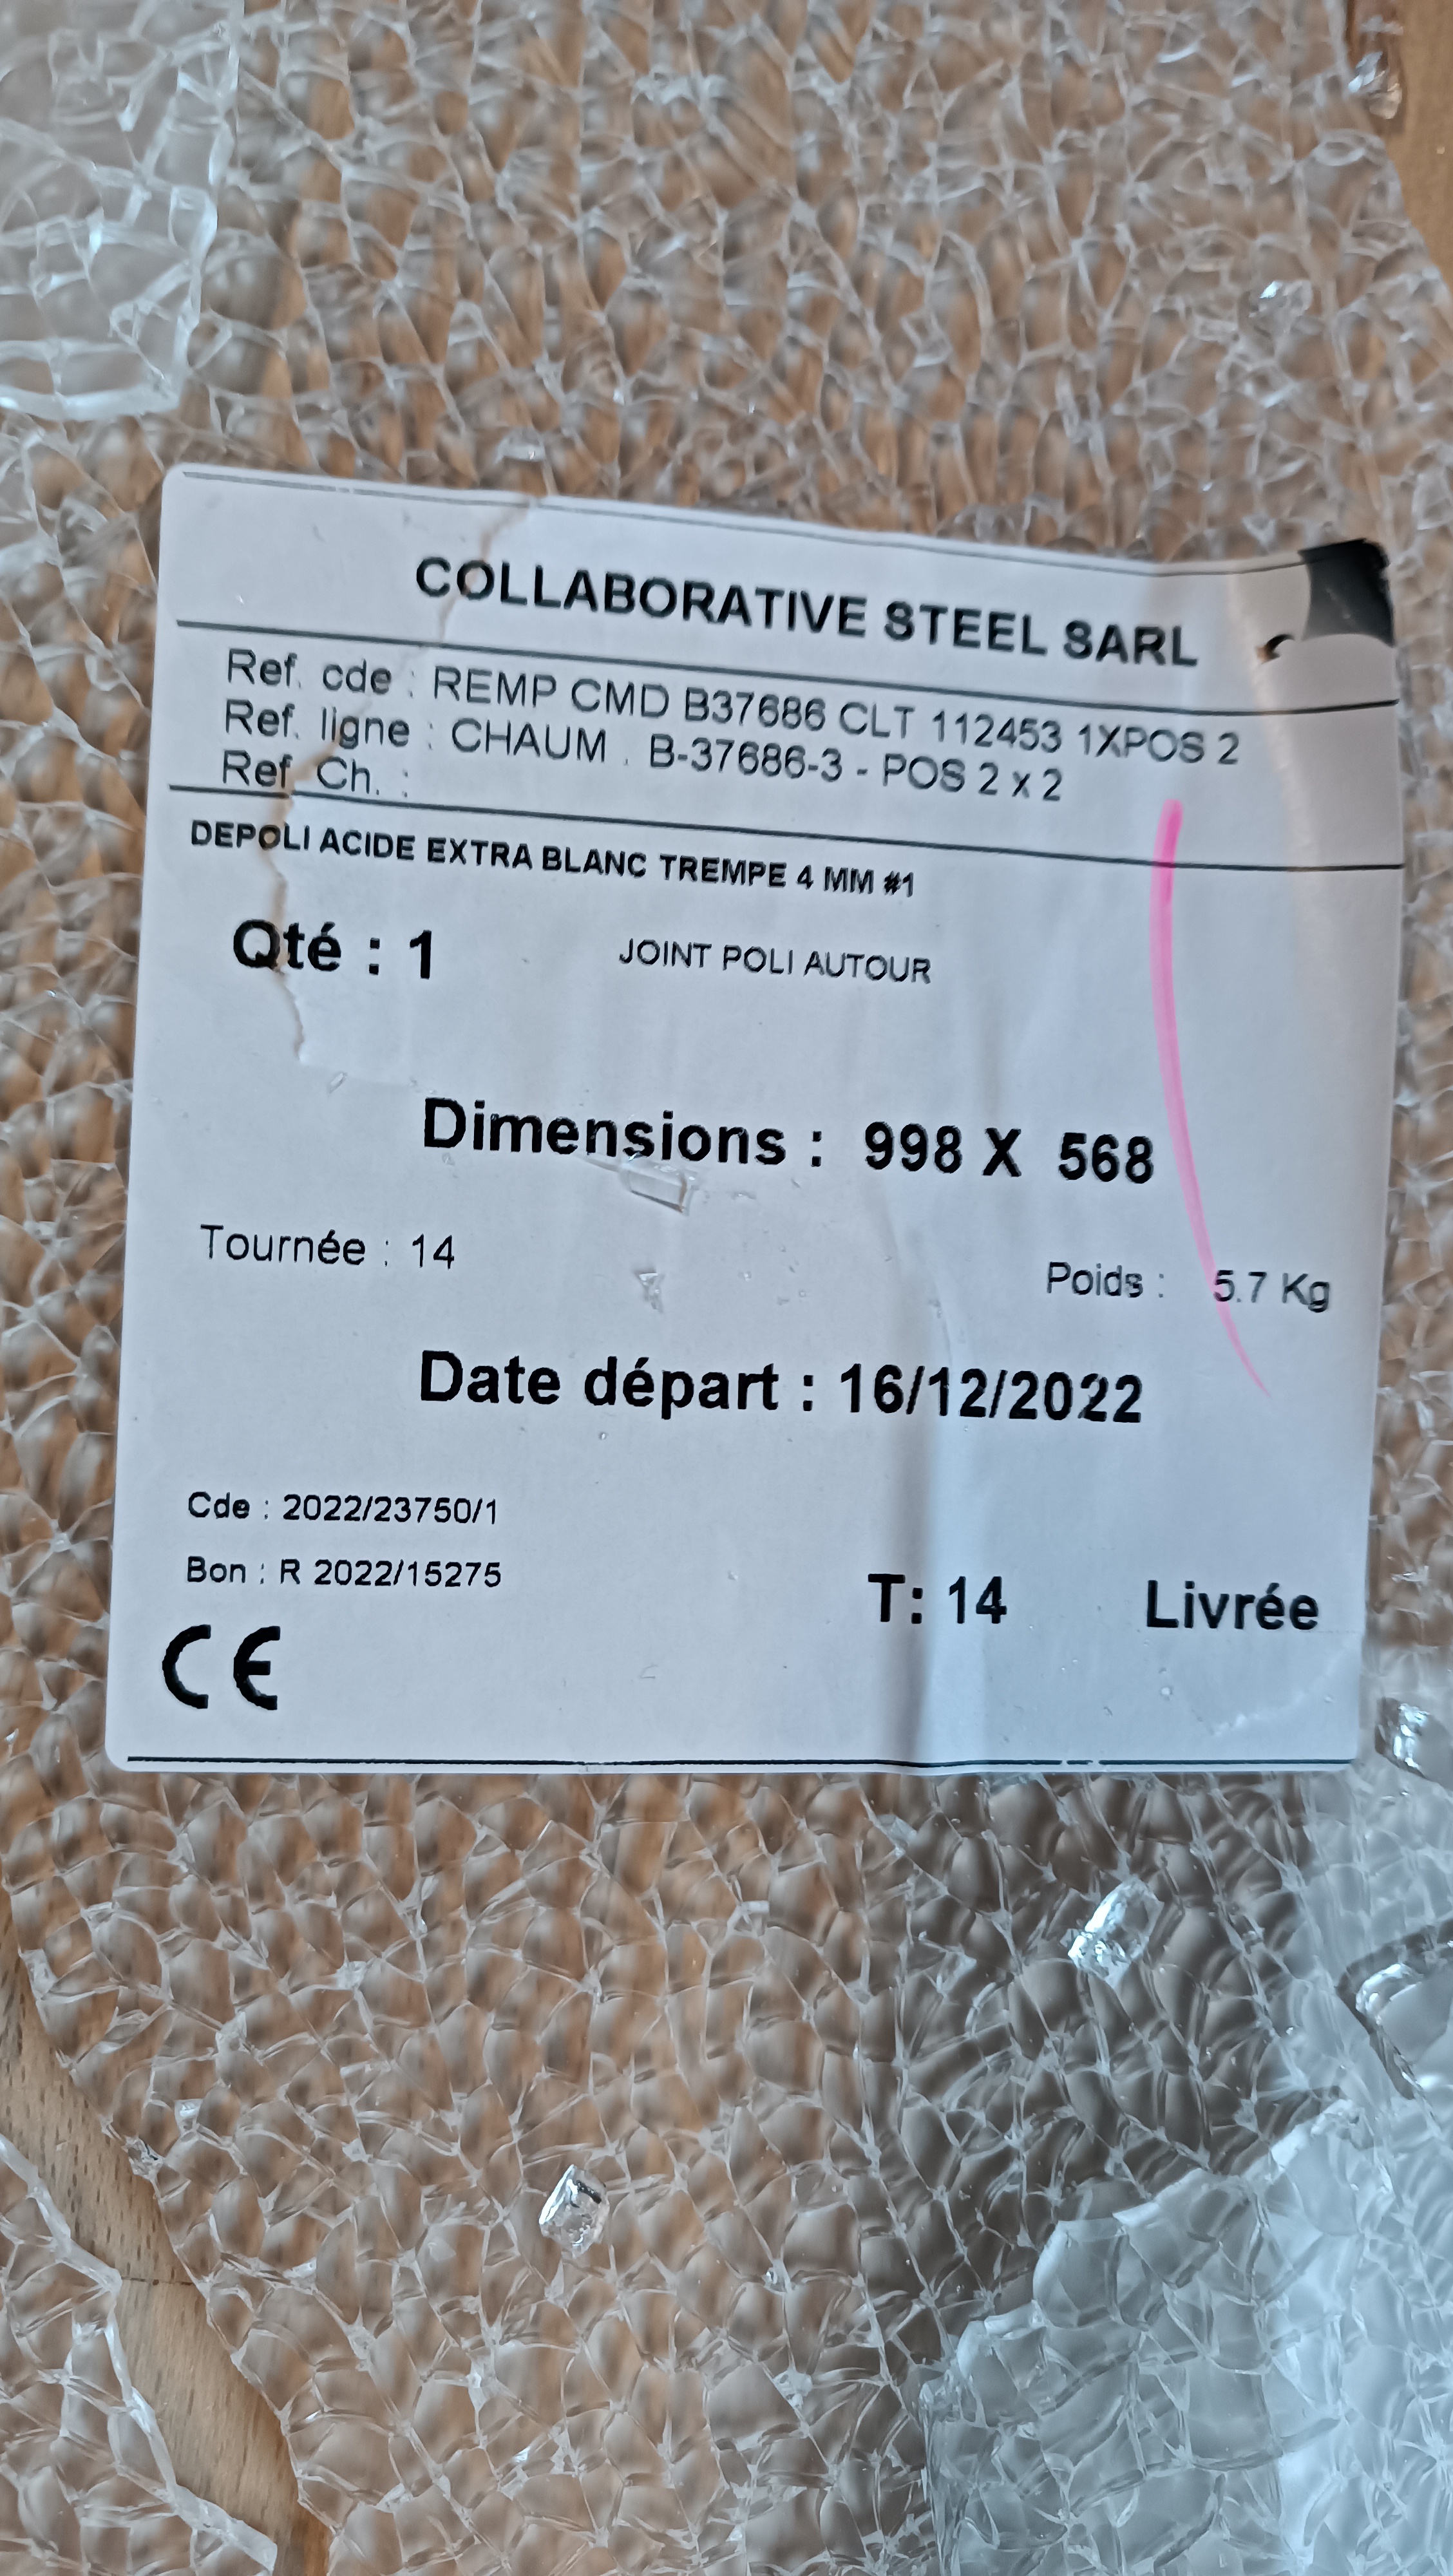 COLLABORATIVE STEEL SARL
Ref. cde : REMP CMD B37686 CLT 112453 1XPOS 2
Ref. ligne : CHAUM . B-37686-3 - POS 2 x 2
Ref. Ch. :
DEPOLI ACIDE EXTRA BLANC TREMPE 4 MM #1
Qté : 1 JOINT POLI AUTOUR
Dimensions : 998 X 568
Tournée : 14
Poids : 5.7 Kg
Date départ : 16/12/2022
Cde : 2022/23750/1
Bon : R 2022/15275
T: 14 Livrée
CE